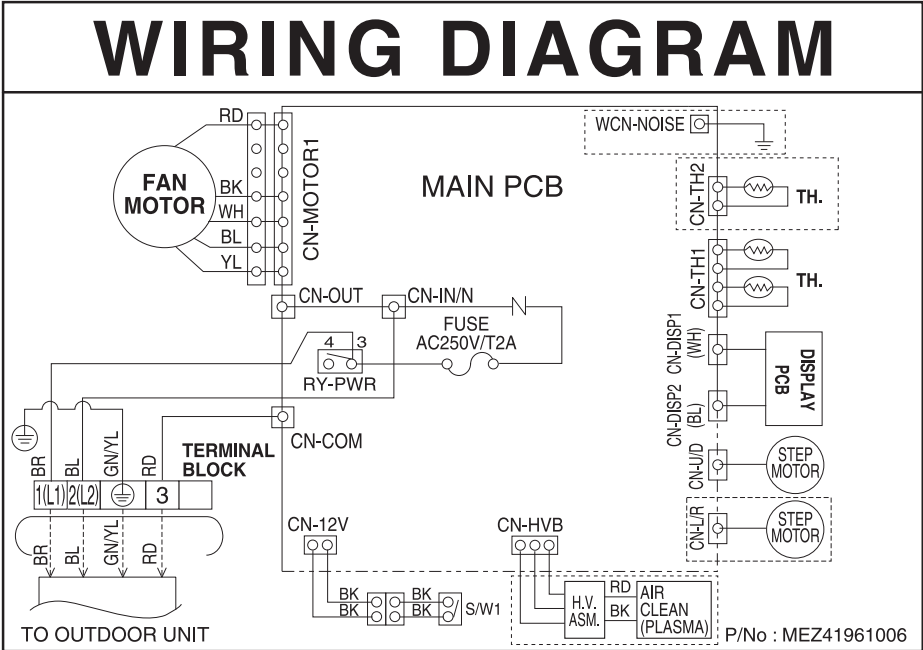 WIRING DIAGRAM
RD
FAN
MOTOR
BK
WH
BL
YL
CN-MOTOR1
MAIN PCB
WCN-NOISE
CN-TH2
TH.
CN-TH1
TH.
CN-OUT
CN-IN/N
N
FUSE
AC250V/T2A
4 3
RY-PWR
CN-DISP1
(WH)
CN-DISP2
(BL)
DISPLAY
PCB
CN-COM
TERMINAL
BLOCK
BR
BL
GN/YL
RD
1(L1) 2(L2) 3
BR
BL
GN/YL
RD
TO OUTDOOR UNIT
CN-U/D
STEP
MOTOR
CN-L/R
STEP
MOTOR
CN-12V
BK BK
BK BK
S/W1
CN-HVB
H.V.
ASM.
RD
BK
AIR
CLEAN
(PLASMA)
P/No : MEZ41961006